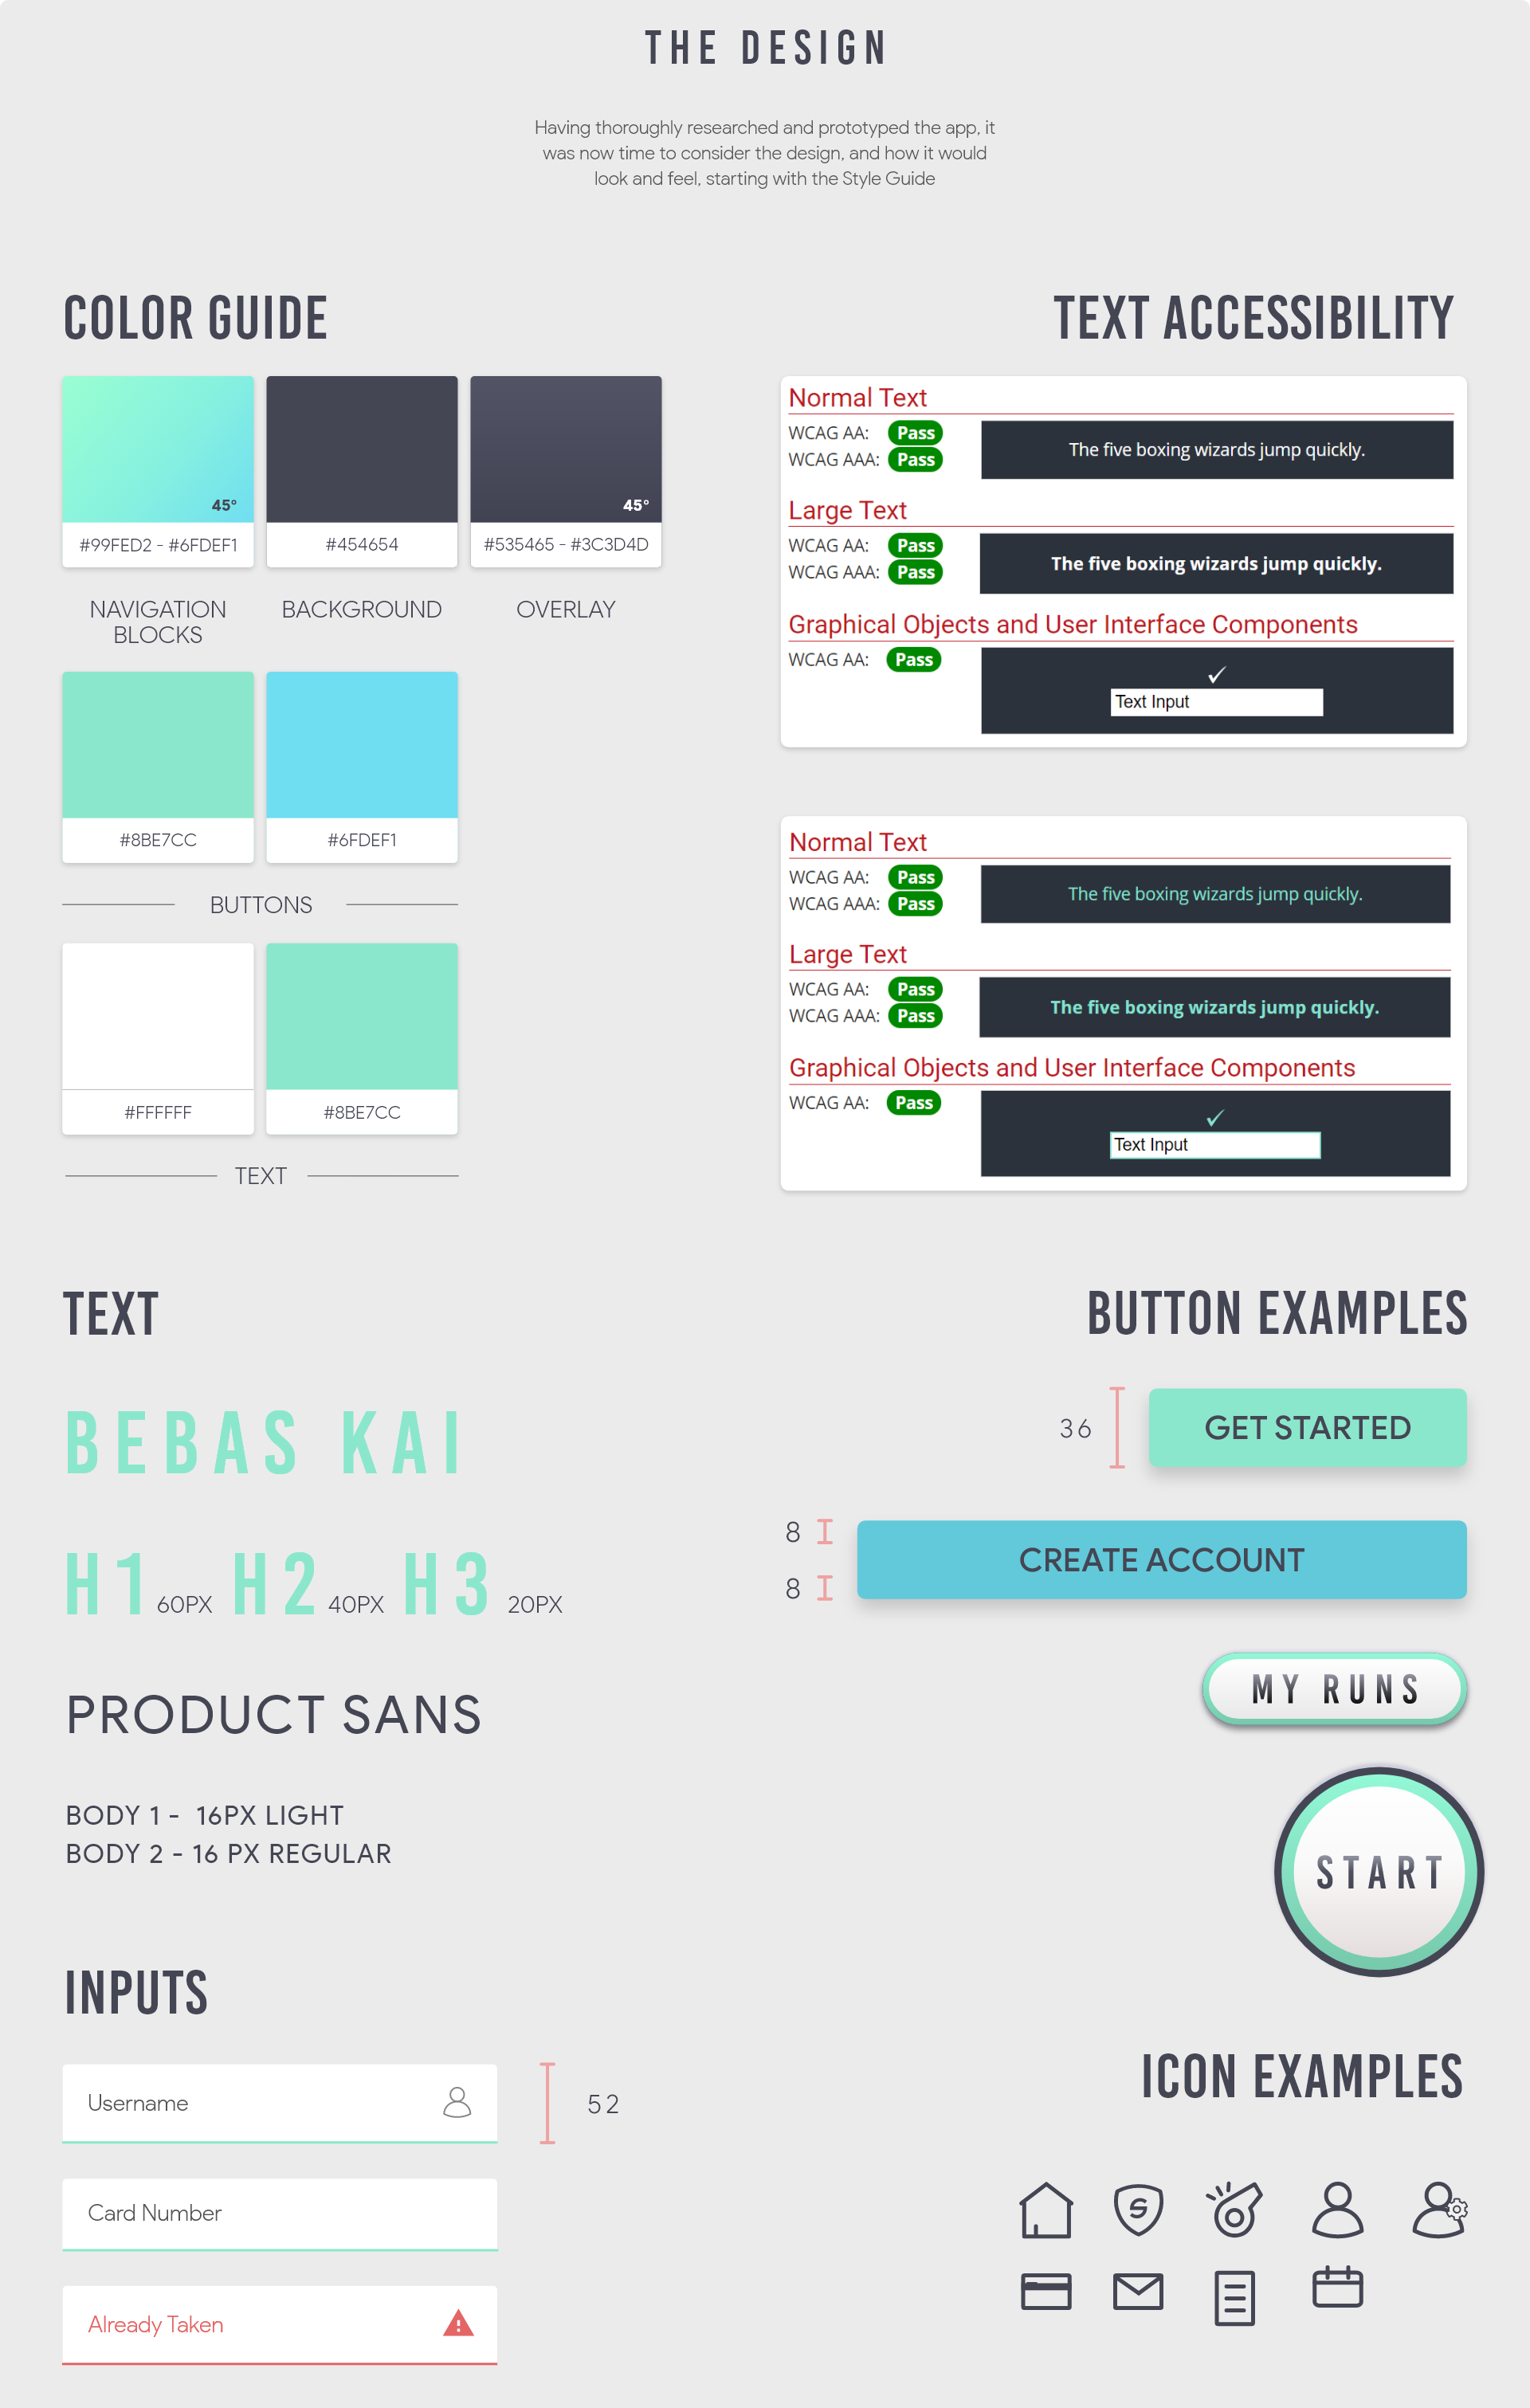 THE DESIGN
Having thoroughly researched and prototyped the app, it
was now time to consider the design, and how it would
look and feel, starting with the Style Guide
COLOR GUIDE
45°
45°
#99FED2 - #6FDEF1
#454654
#535465 - #3C3D4D
NAVIGATION
BLOCKS
BACKGROUND
OVERLAY
#8BE7CC
#6FDEF1
BUTTONS
#FFFFFF
#8BE7CC
TEXT
TEXT ACCESSIBILITY
Normal Text
WCAG AA: Pass
WCAG AAA: Pass
The five boxing wizards jump quickly.
Large Text
WCAG AA: Pass
WCAG AAA: Pass
The five boxing wizards jump quickly.
Graphical Objects and User Interface Components
WCAG AA: Pass
✓
Text Input
Normal Text
WCAG AA: Pass
WCAG AAA: Pass
The five boxing wizards jump quickly.
Large Text
WCAG AA: Pass
WCAG AAA: Pass
The five boxing wizards jump quickly.
Graphical Objects and User Interface Components
WCAG AA: Pass
✓
Text Input
TEXT
BEBAS KAI
H1 60PX H2 40PX H3 20PX
PRODUCT SANS
BODY 1 - 16PX LIGHT
BODY 2 - 16 PX REGULAR
BUTTON EXAMPLES
36
GET STARTED
8
8
CREATE ACCOUNT
MY RUNS
START
INPUTS
Username
52
Card Number
Already Taken
ICON EXAMPLES
S